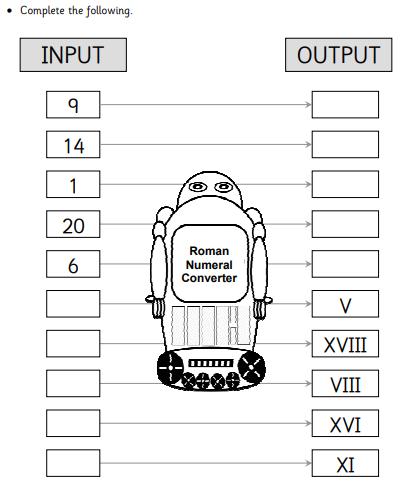 • Complete the following.
INPUT OUTPUT
9
14
1
20
6
Roman
Numeral
Converter
V
XVIII
VIII
XVI
XI